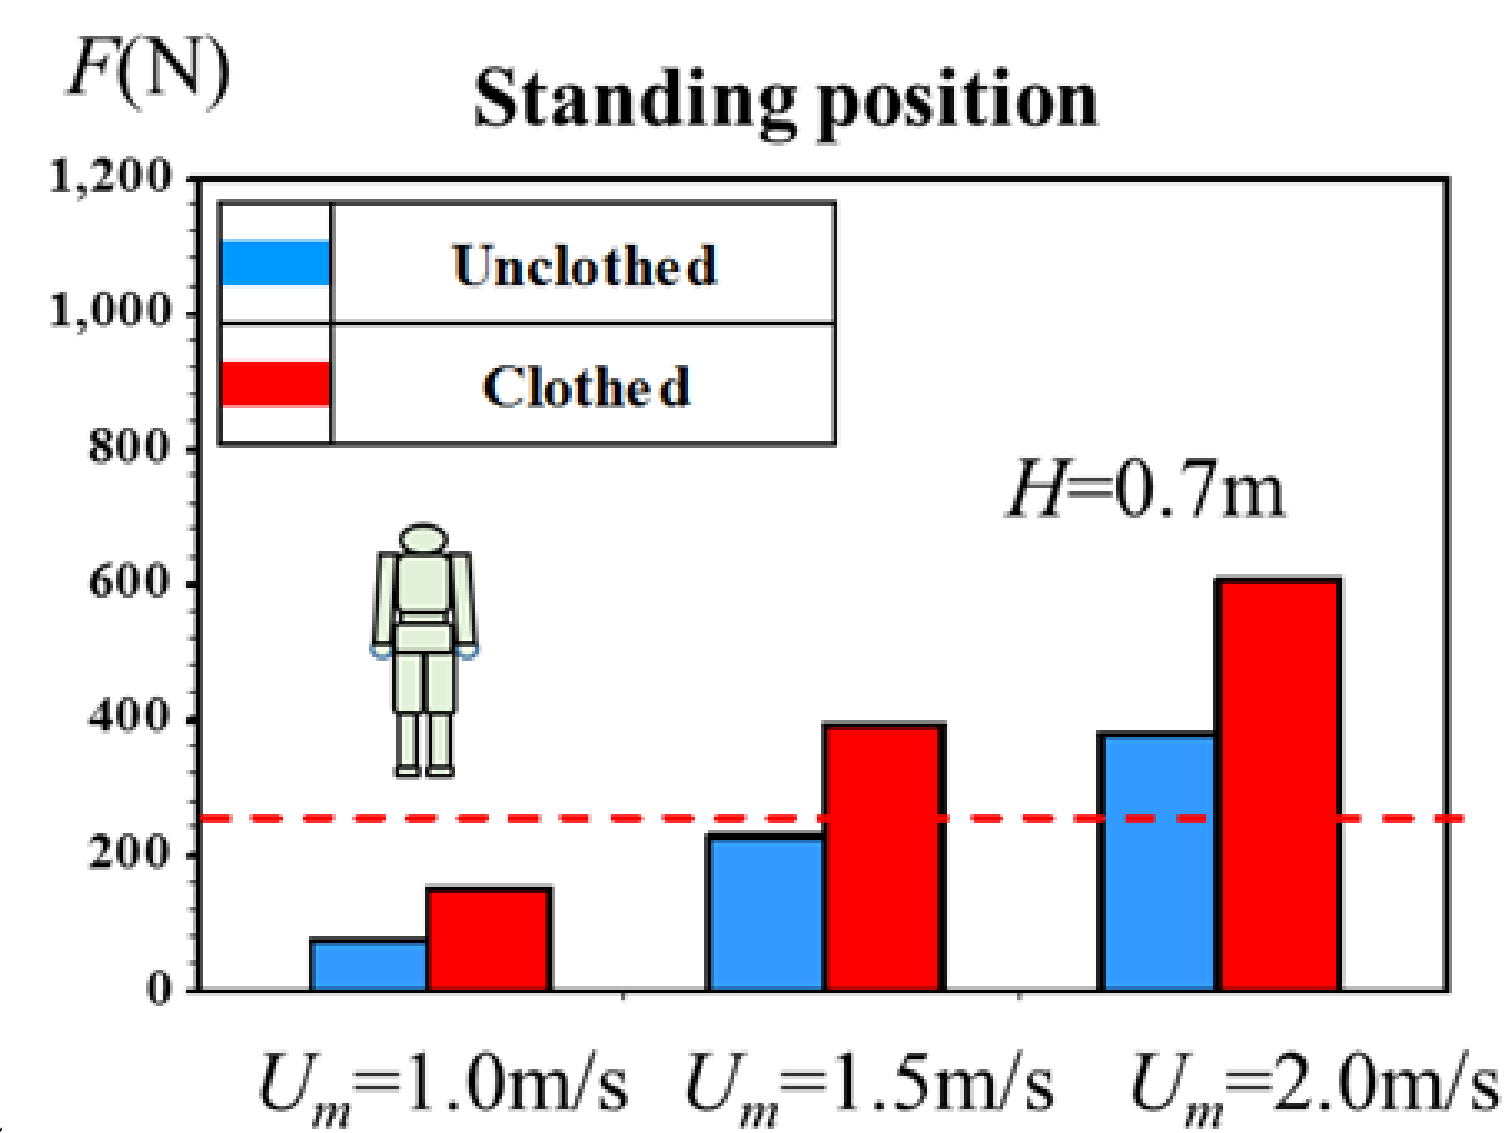 F(N)
Standing position
1,200
Unclothed
1,000
Clothed
800
H=0.7m
600
400
200
0
Um=1.0m/s Um=1.5m/s Um=2.0m/s